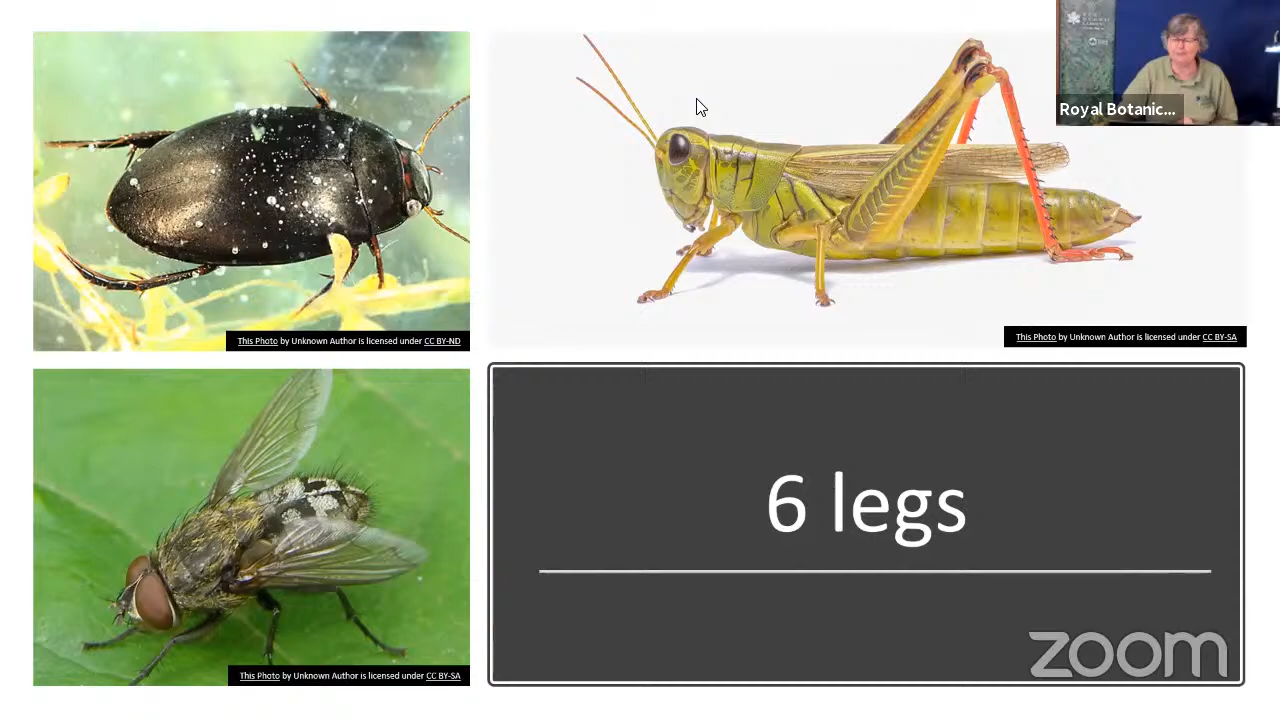 Royal Botanic...
This Photo by Unknown Author is licensed under CC BY-ND
This Photo by Unknown Author is licensed under CC BY-SA
6 legs
This Photo by Unknown Author is licensed under CC BY-SA
zoom